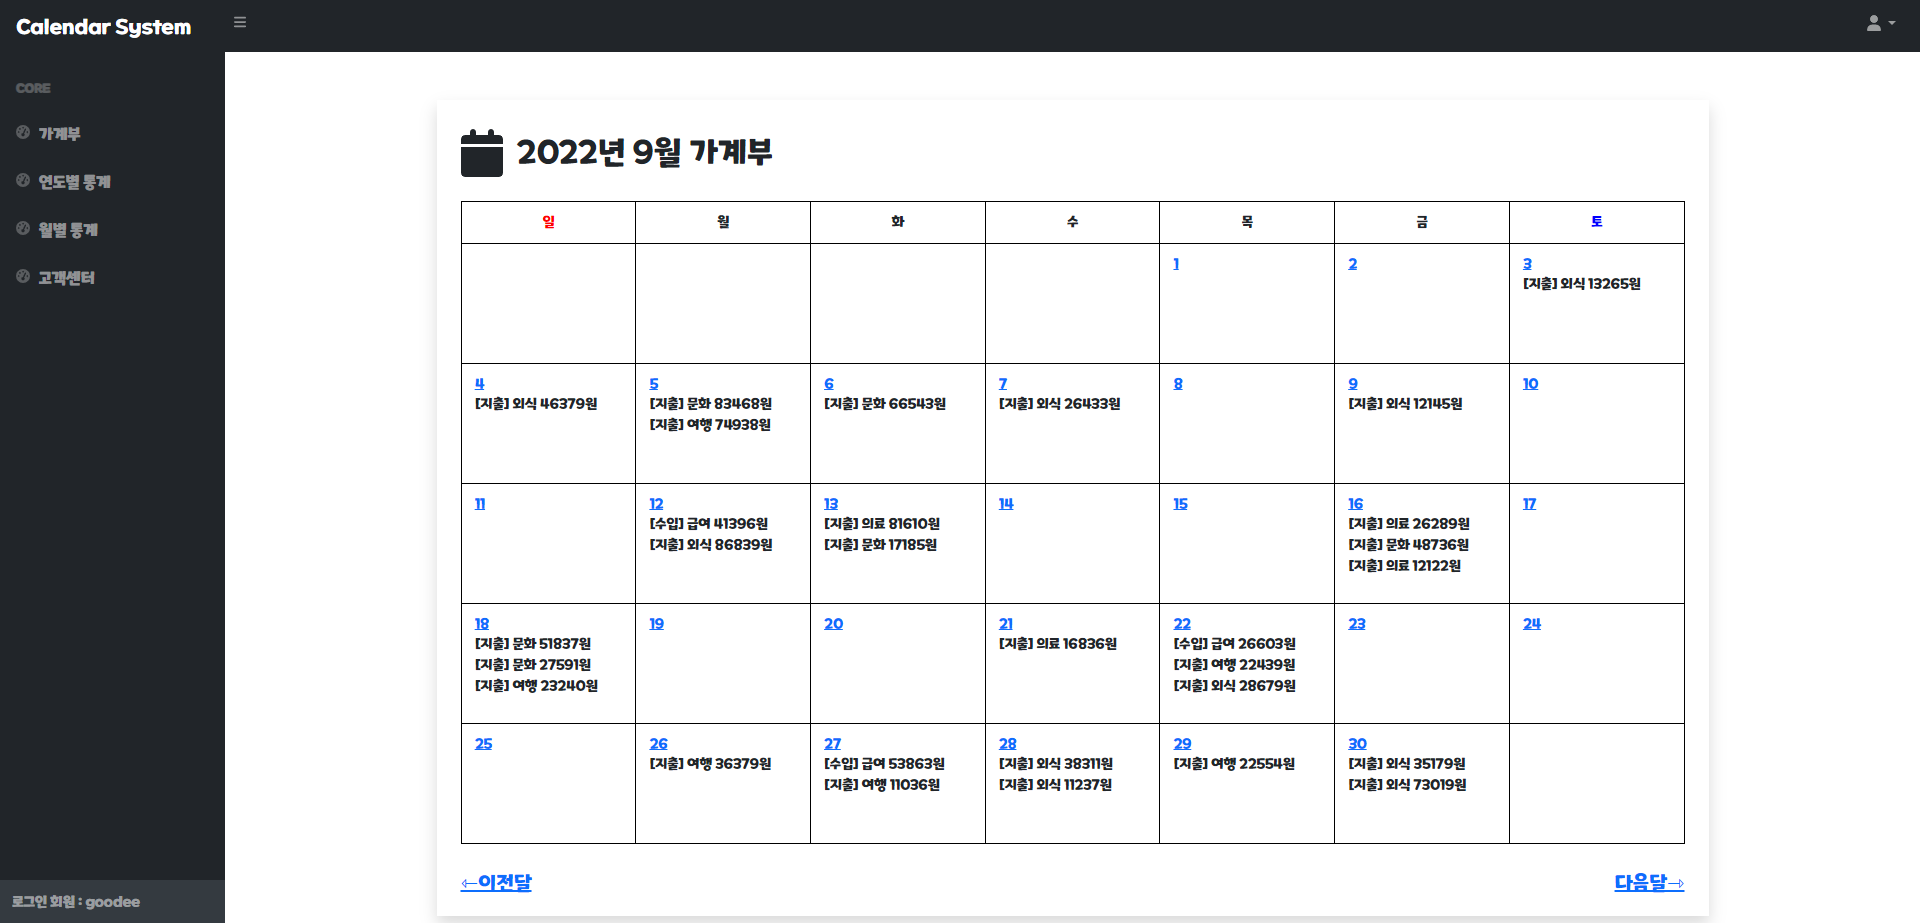 Calendar System
CORE
가계부
연도별 통계
월별 통계
고객센터
로그인 회원 : goodee
2022년 9월 가계부
일 월 화 수 목 금 토
1 2 3
[지출] 외식 13265원
4 5 6 7 8 9 10
[지출] 외식 46379원 [지출] 문화 83468원 [지출] 문화 66543원 [지출] 외식 26433원 [지출] 외식 12145원
[지출] 여행 74938원
11 12 13 14 15 16 17
[수입] 급여 41396원 [지출] 의료 81610원 [지출] 의료 26289원
[지출] 외식 86839원 [지출] 문화 17185원 [지출] 문화 48736원
[지출] 의료 12122원
18 19 20 21 22 23 24
[지출] 문화 51837원 [지출] 의료 16836원 [수입] 급여 26603원
[지출] 문화 27591원 [지출] 여행 22439원
[지출] 여행 23240원 [지출] 외식 28679원
25 26 27 28 29 30
[지출] 여행 36379원 [수입] 급여 53863원 [지출] 외식 38311원 [지출] 여행 22554원 [지출] 외식 35179원
[지출] 여행 11036원 [지출] 외식 11237원 [지출] 외식 73019원
←이전달 다음달→